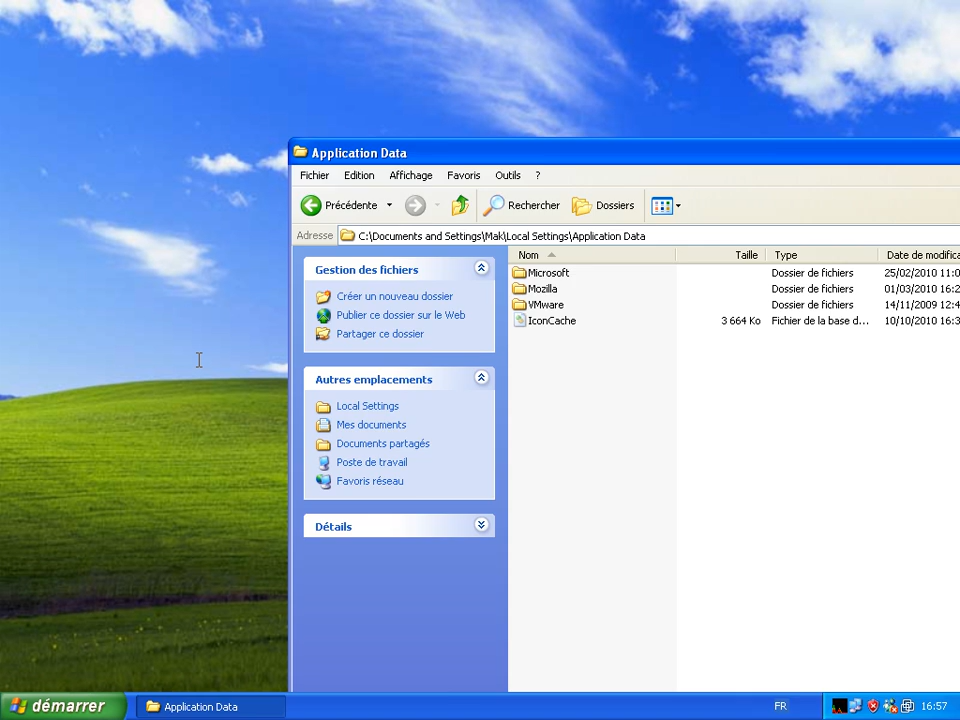 Application Data
Fichier Edition Affichage Favoris Outils ?
Précédente Rechercher Dossiers
Adresse C:\Documents and Settings\Mak\Local Settings\Application Data
Gestion des fichiers
Créer un nouveau dossier
Publier ce dossier sur le Web
Partager ce dossier
Autres emplacements
Local Settings
Mes documents
Documents partagés
Poste de travail
Favoris réseau
Détails
Nom Taille Type Date de modifica
Microsoft Dossier de fichiers 25/02/2010 11:0
Mozilla Dossier de fichiers 01/03/2010 16:2
VMware Dossier de fichiers 14/11/2009 12:4
IconCache 3 664 Ko Fichier de la base d... 10/10/2010 16:3
démarrer Application Data FR 16:57